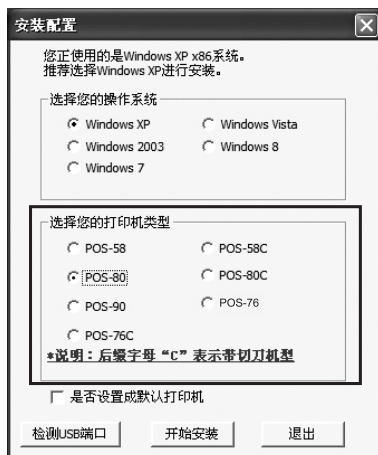 安装配置
您正使用的是Windows XP x86系统。
推荐选择Windows XP进行安装。
选择您的操作系统
Windows XP Windows Vista
Windows 2003 Windows 8
Windows 7
选择您的打印机类型
POS-58 POS-58C
POS-80 POS-80C
POS-90 POS-76
POS-76C
*说明：后缀字母“C”表示带切刀机型
是否设置成默认打印机
检测USB端口 开始安装 退出